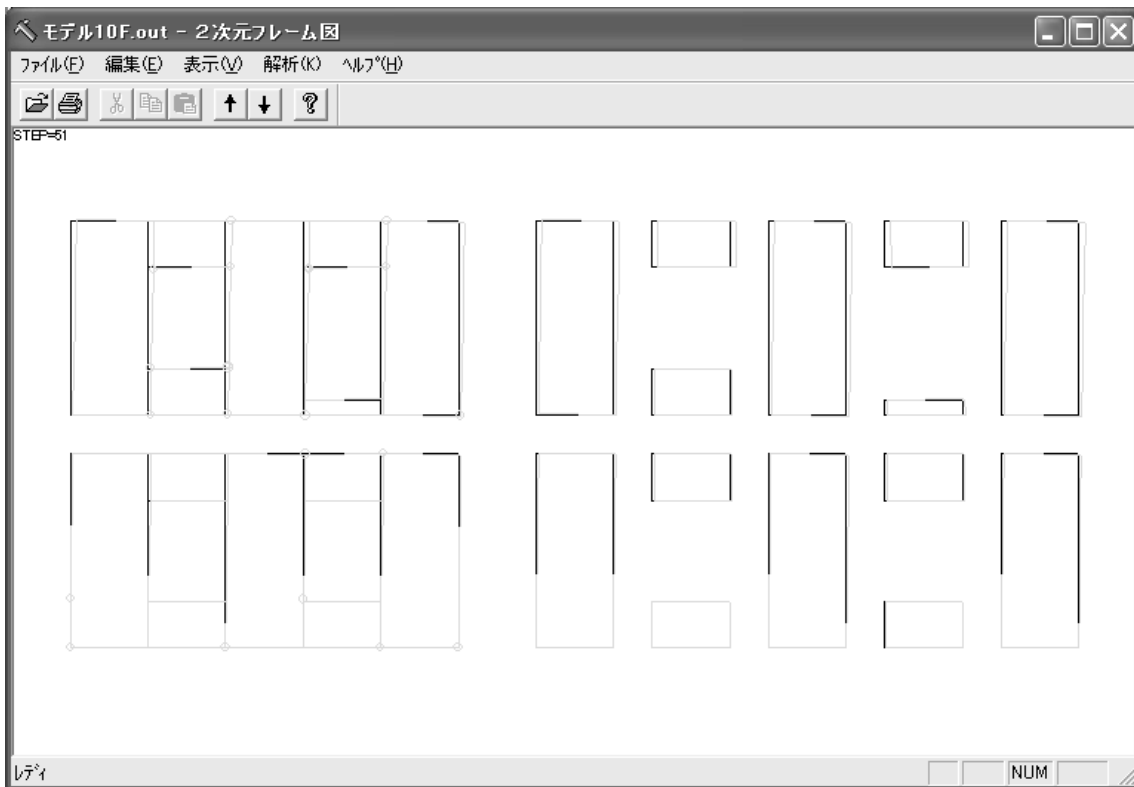 モデル10F.out - 2次元フレーム図
ファイル(F) 編集(E) 表示(V) 解析(K) ヘルプ(H)
STEP=51
レディ
NUM